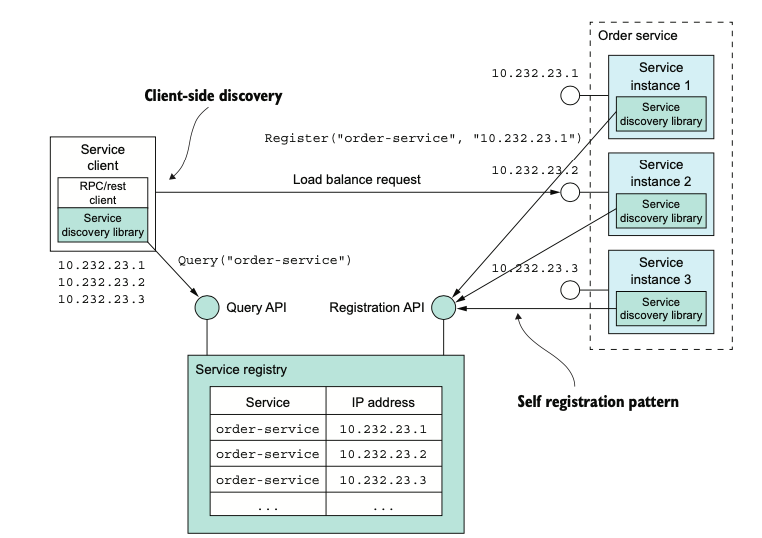 Order service
10.232.23.1
Service
instance 1
Service
discovery library
Client-side discovery
Register("order-service", "10.232.23.1")
Service
client
RPC/rest
client
Service
discovery library
10.232.23.1
10.232.23.2
10.232.23.3
Load balance request
10.232.23.2
Service
instance 2
Service
discovery library
Query("order-service")
10.232.23.3
Service
instance 3
Service
discovery library
Query API
Registration API
Self registration pattern
Service registry
Service IP address
order-service 10.232.23.1
order-service 10.232.23.2
order-service 10.232.23.3
... ...